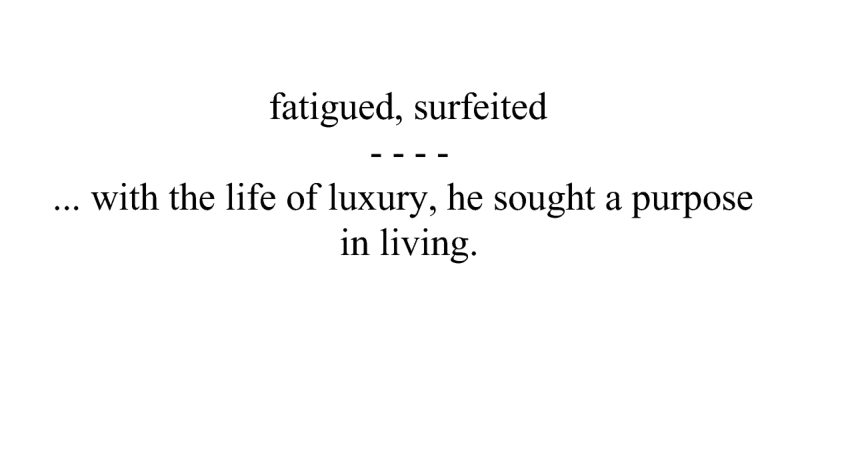 fatigued, surfeited
- - - -
... with the life of luxury, he sought a purpose
in living.